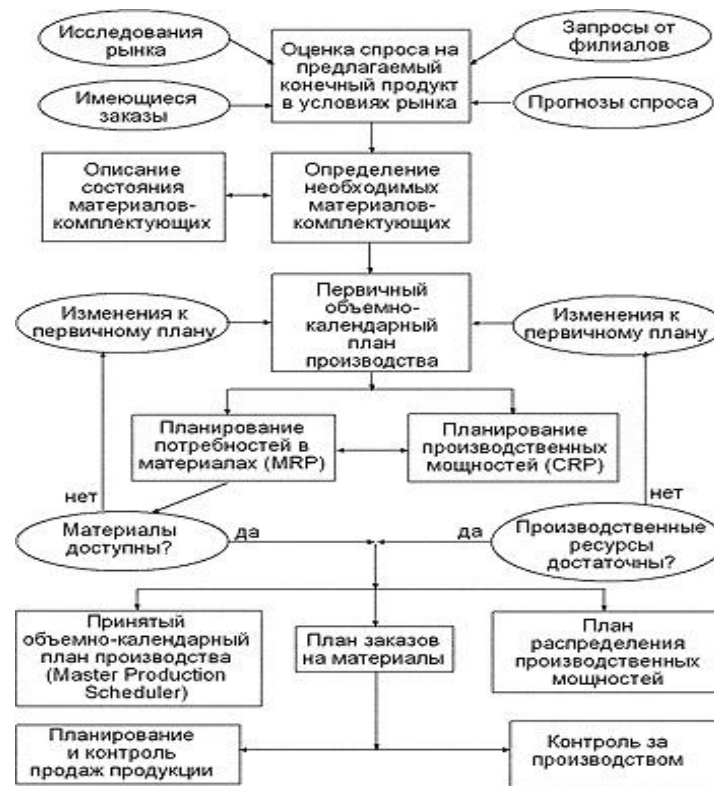 Исследования
рынка
Оценка спроса на
предлагаемый
конечный продукт
в условиях рынка
Запросы от
филиалов
Имеющиеся
заказы
Прогнозы спроса
Описание
состояния
материалов-
комплектующих
Определение
необходимых
материалов-
комплектующих
Изменения к
первичному плану
Первичный
объемно-
календарный
план
производства
Изменения к
первичному плану
Планирование
потребностей в
материалах (MRP)
Планирование
производственных
мощностей (CRP)
нет
нет
Материалы
доступны?
да
да
Производственные
ресурсы
достаточны?
Принятый
объемно-календарный
план производства
(Master Production
Scheduler)
План заказов
на материалы
План
распределения
производственных
мощностей
Планирование
и контроль
продаж продукции
Контроль за
производством